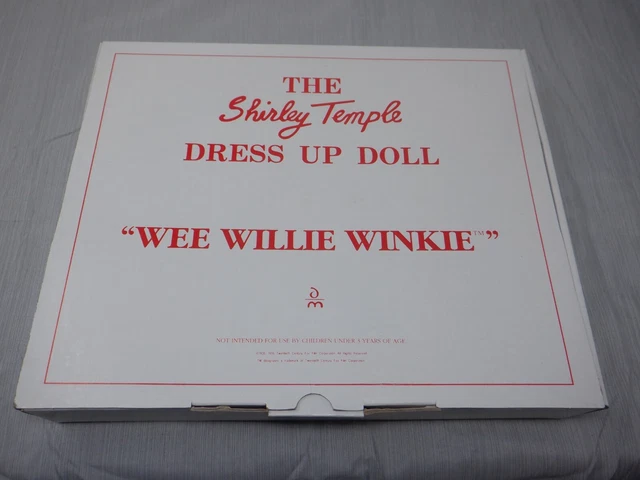 THE
Shirley Temple
DRESS UP DOLL
"WEE WILLIE WINKIE™"
NOT INTENDED FOR USE BY CHILDREN UNDER 3 YEARS OF AGE